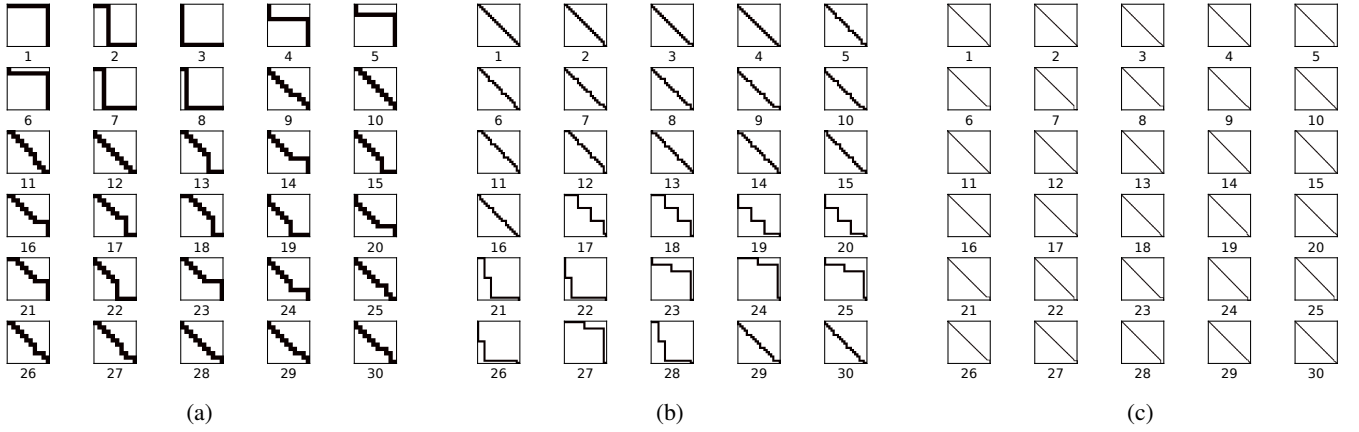 1 2 3 4 5 1 2 3 4 5 1 2 3 4 5
6 7 8 9 10 6 7 8 9 10 6 7 8 9 10
11 12 13 14 15 11 12 13 14 15 11 12 13 14 15
16 17 18 19 20 16 17 18 19 20 16 17 18 19 20
21 22 23 24 25 21 22 23 24 25 21 22 23 24 25
26 27 28 29 30 26 27 28 29 30 26 27 28 29 30
(a) (b) (c)